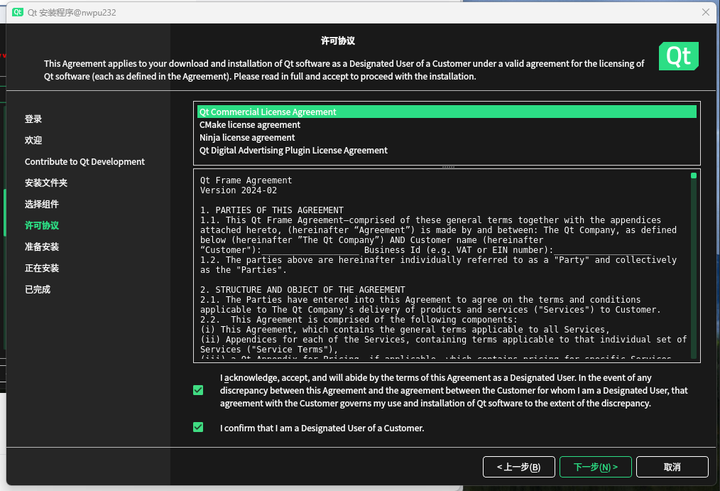 Qt 安装程序@nwpu232
许可协议
This Agreement applies to your download and installation of Qt software as a Designated User of a Customer under a valid agreement for the licensing of
Qt software (each as defined in the Agreement). Please read in full and accept to proceed with the installation.
Qt
登录
欢迎
Contribute to Qt Development
安装文件夹
选择组件
许可协议
准备安装
正在安装
已完成
Qt Commercial License Agreement
CMake license agreement
Ninja license agreement
Qt Digital Advertising Plugin License Agreement
Qt Frame Agreement
Version 2024-02
1. PARTIES OF THIS AGREEMENT
1.1. This Qt Frame Agreement—comprised of these general terms together with the appendices
attached hereto, (hereinafter “Agreement”) is made by and between: The Qt Company, as defined
below (hereinafter ”The Qt Company”) AND Customer name (hereinafter
“Customer"):____________________ Business Id (e.g. VAT or EIN number):____________________
1.2. The parties above are hereinafter individually referred to as a "Party" and collectively
as the "Parties".
2. STRUCTURE AND OBJECT OF THE AGREEMENT
2.1. The Parties have entered into this Agreement to agree on the terms and conditions
applicable to The Qt Company's delivery of products and services ("Services") to Customer.
2.2. This Agreement is comprised of the following components:
(i) This Agreement, which contains the general terms applicable to all Services,
(ii) Appendices for each of the Services, containing terms applicable to that individual set of
Services ("Service Terms"),
(iii) a Qt Appendix for Pricing, if applicable, which contains pricing for specific Services
I acknowledge, accept, and will abide by the terms of this Agreement as a Designated User. In the event of any
discrepancy between this Agreement and the agreement between the Customer for whom I am a Designated User, that
agreement with the Customer governs my use and installation of Qt software to the extent of the discrepancy.
I confirm that I am a Designated User of a Customer.
< 上一步(B)
下一步(N) >
取消